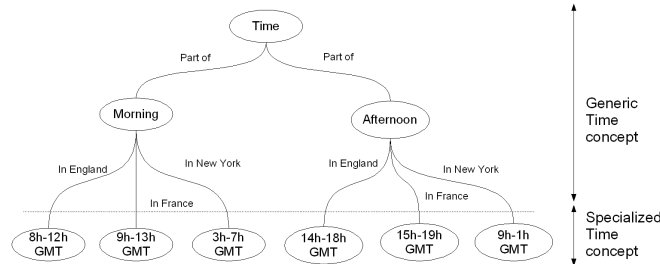 Time
Part of
Part of
Morning
Afternoon
In England
In New York
In France
In England
In New York
In France
8h-12h
GMT
9h-13h
GMT
3h-7h
GMT
14h-18h
GMT
15h-19h
GMT
9h-1h
GMT
Generic
Time
concept
Specialized
Time
concept